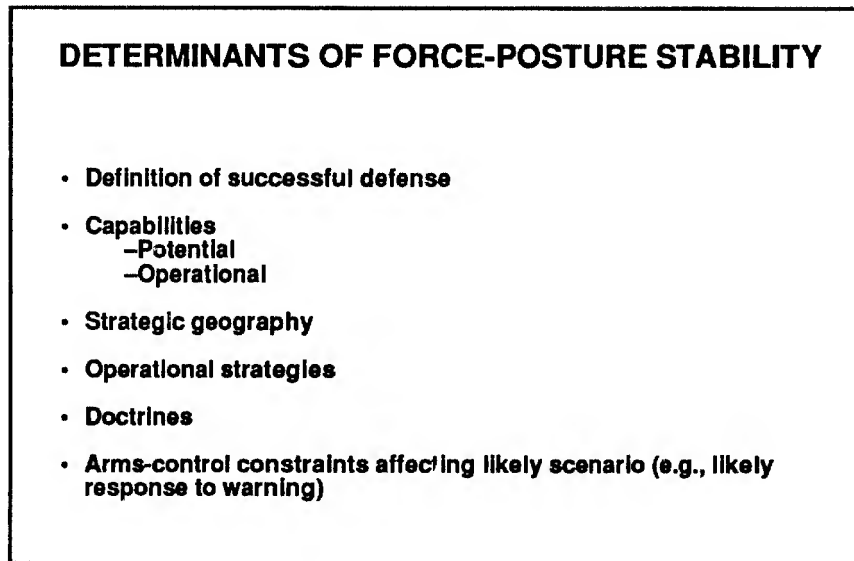 DETERMINANTS OF FORCE-POSTURE STABILITY
• Definition of successful defense
• Capabilities
–Potential
–Operational
• Strategic geography
• Operational strategies
• Doctrines
• Arms-control constraints affecting likely scenario (e.g., likely
response to warning)